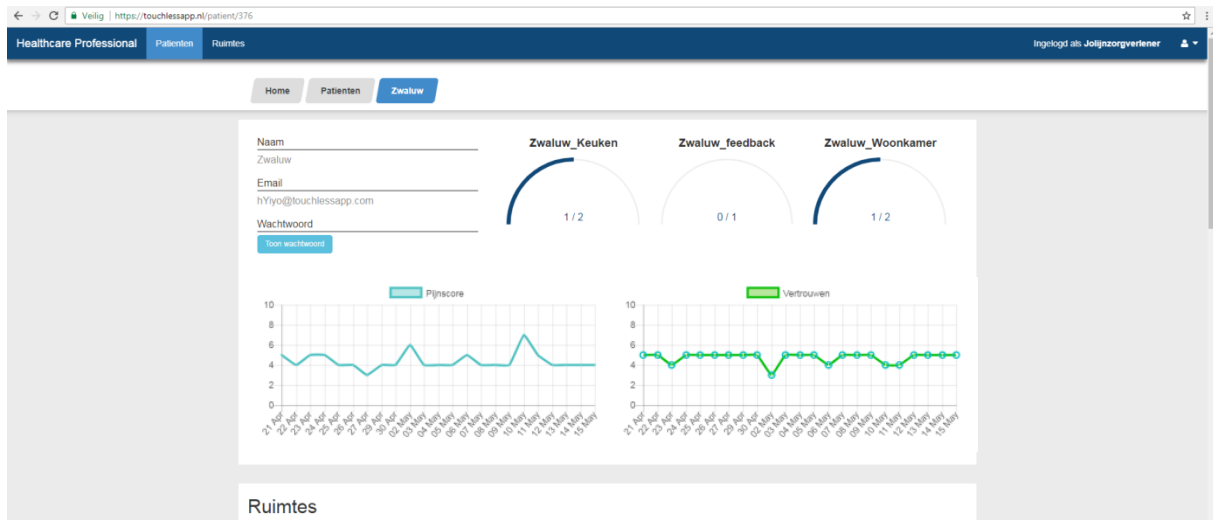 Veilig | https://touchlessapp.nl/patient/376
Healthcare Professional Patienten Ruimtes Ingelogd als Jolijnzorgverlener
Home Patienten Zwaluw
Naam
Zwaluw
Email
hYiyo@touchlessapp.com
Wachtwoord
Toon wachtwoord
Zwaluw_Keuken Zwaluw_feedback Zwaluw_Woonkamer
1 / 2 0 / 1 1 / 2
Pijnscore
10
8
6
4
2
0
21 Apr 22 Apr 23 Apr 24 Apr 25 Apr 26 Apr 27 Apr 29 Apr 30 Apr 02 May 03 May 04 May 05 May 06 May 07 May 08 May 09 May 10 May 11 May 12 May 13 May 14 May 15 May
Vertrouwen
10
8
6
4
2
0
21 Apr 22 Apr 23 Apr 24 Apr 25 Apr 26 Apr 27 Apr 29 Apr 30 Apr 02 May 03 May 04 May 05 May 06 May 07 May 08 May 09 May 10 May 11 May 12 May 13 May 14 May 15 May
Ruimtes